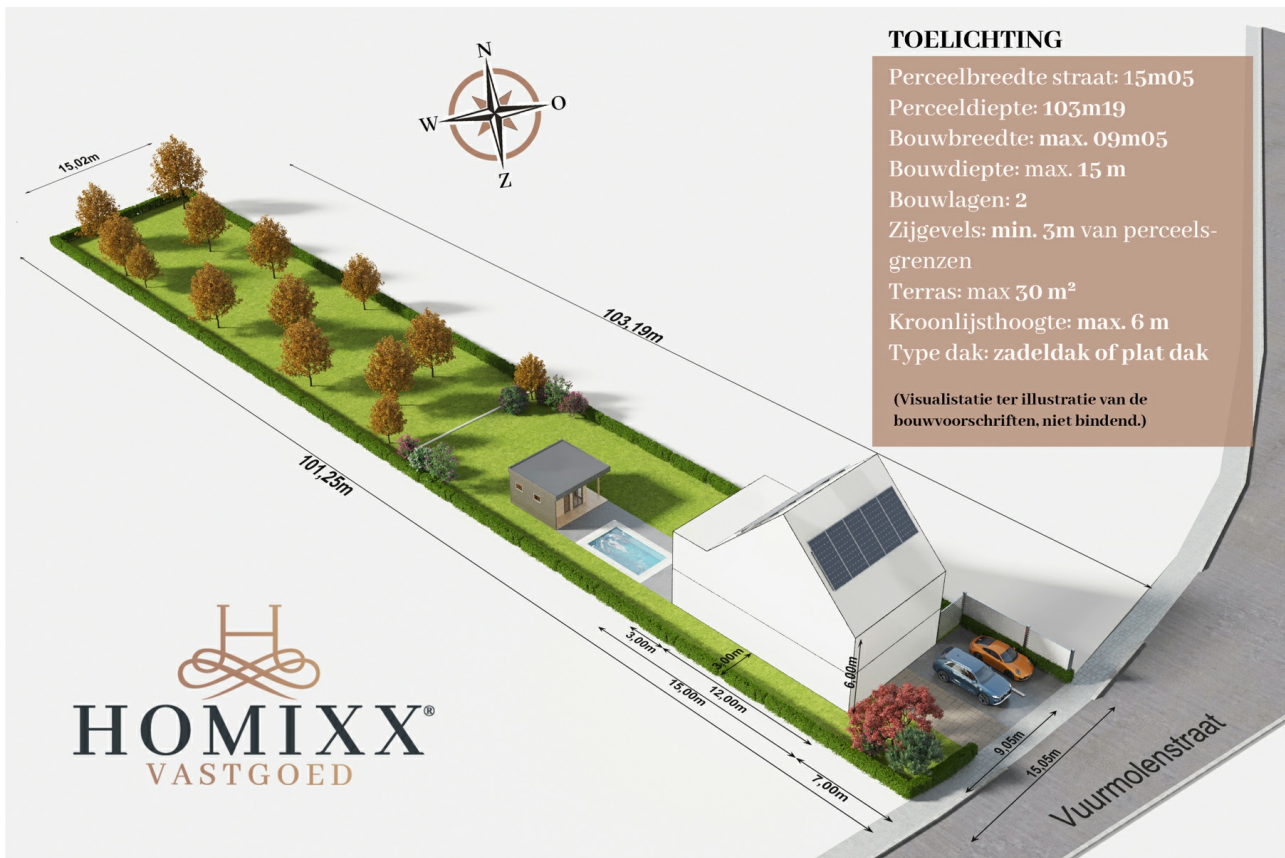 TOELICHTING
Perceelbreedte straat: 15m05
Perceeldiepte: 103m19
Bouwbreedte: max. 09m05
Bouwdiepte: max. 15 m
Bouwlagen: 2
Zijgevels: min. 3m van perceels-
grenzen
Terras: max 30 m²
Kroonlijsthoogte: max. 6 m
Type dak: zadeldak of plat dak
(Visualistatie ter illustratie van de
bouwvoorschriften, niet bindend.)
N
O
W
Z
15,02m
103,19m
101,25m
3,00m
3,00m
15,00m
12,00m
6,00m
7,00m
9,05m
15,05m
Vuurmolenstraat
H
HOMIXX®
VASTGOED